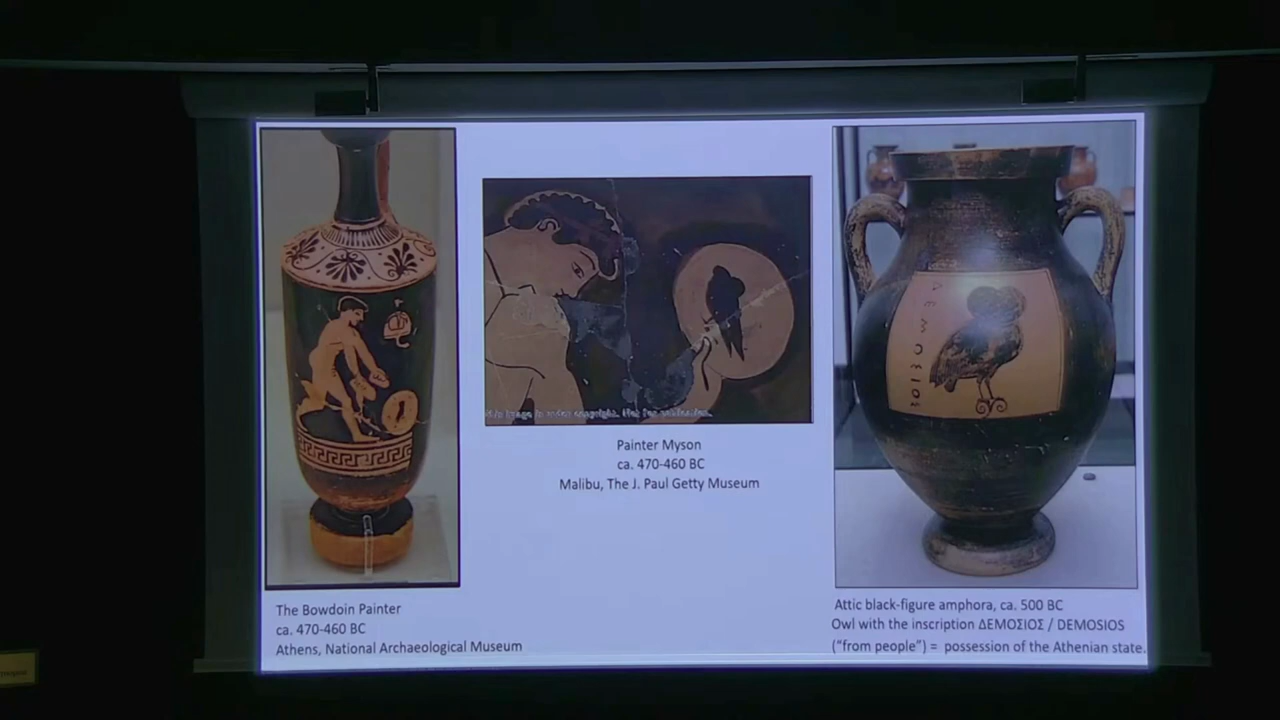 The Bowdoin Painter
ca. 470-460 BC
Athens, National Archaeological Museum
Painter Myson
ca. 470-460 BC
Malibu, The J. Paul Getty Museum
ΔΕΜΟΣΙΟΣ
Attic black-figure amphora, ca. 500 BC
Owl with the inscription ΔΕΜΟΣΙΟΣ / DEMOSIOS
("from people") = possession of the Athenian state.